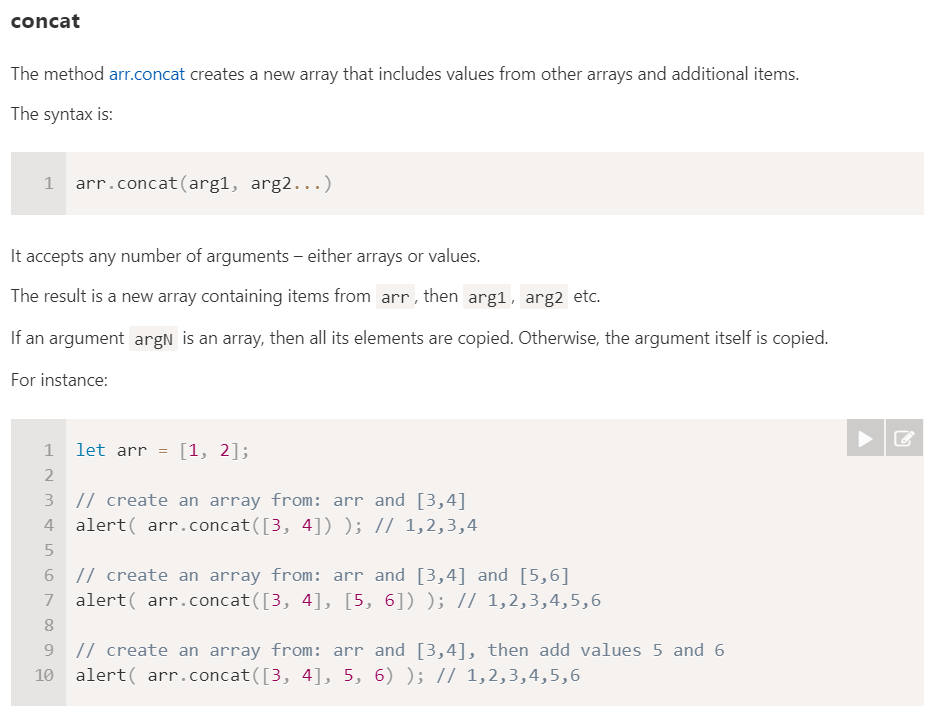 concat
The method arr.concat creates a new array that includes values from other arrays and additional items.
The syntax is:
1 arr.concat(arg1, arg2...)
It accepts any number of arguments – either arrays or values.
The result is a new array containing items from arr, then arg1, arg2 etc.
If an argument argN is an array, then all its elements are copied. Otherwise, the argument itself is copied.
For instance:
1 let arr = [1, 2];
2
3 // create an array from: arr and [3,4]
4 alert( arr.concat([3, 4]) ); // 1,2,3,4
5
6 // create an array from: arr and [3,4] and [5,6]
7 alert( arr.concat([3, 4], [5, 6]) ); // 1,2,3,4,5,6
8
9 // create an array from: arr and [3,4], then add values 5 and 6
10 alert( arr.concat([3, 4], 5, 6) ); // 1,2,3,4,5,6